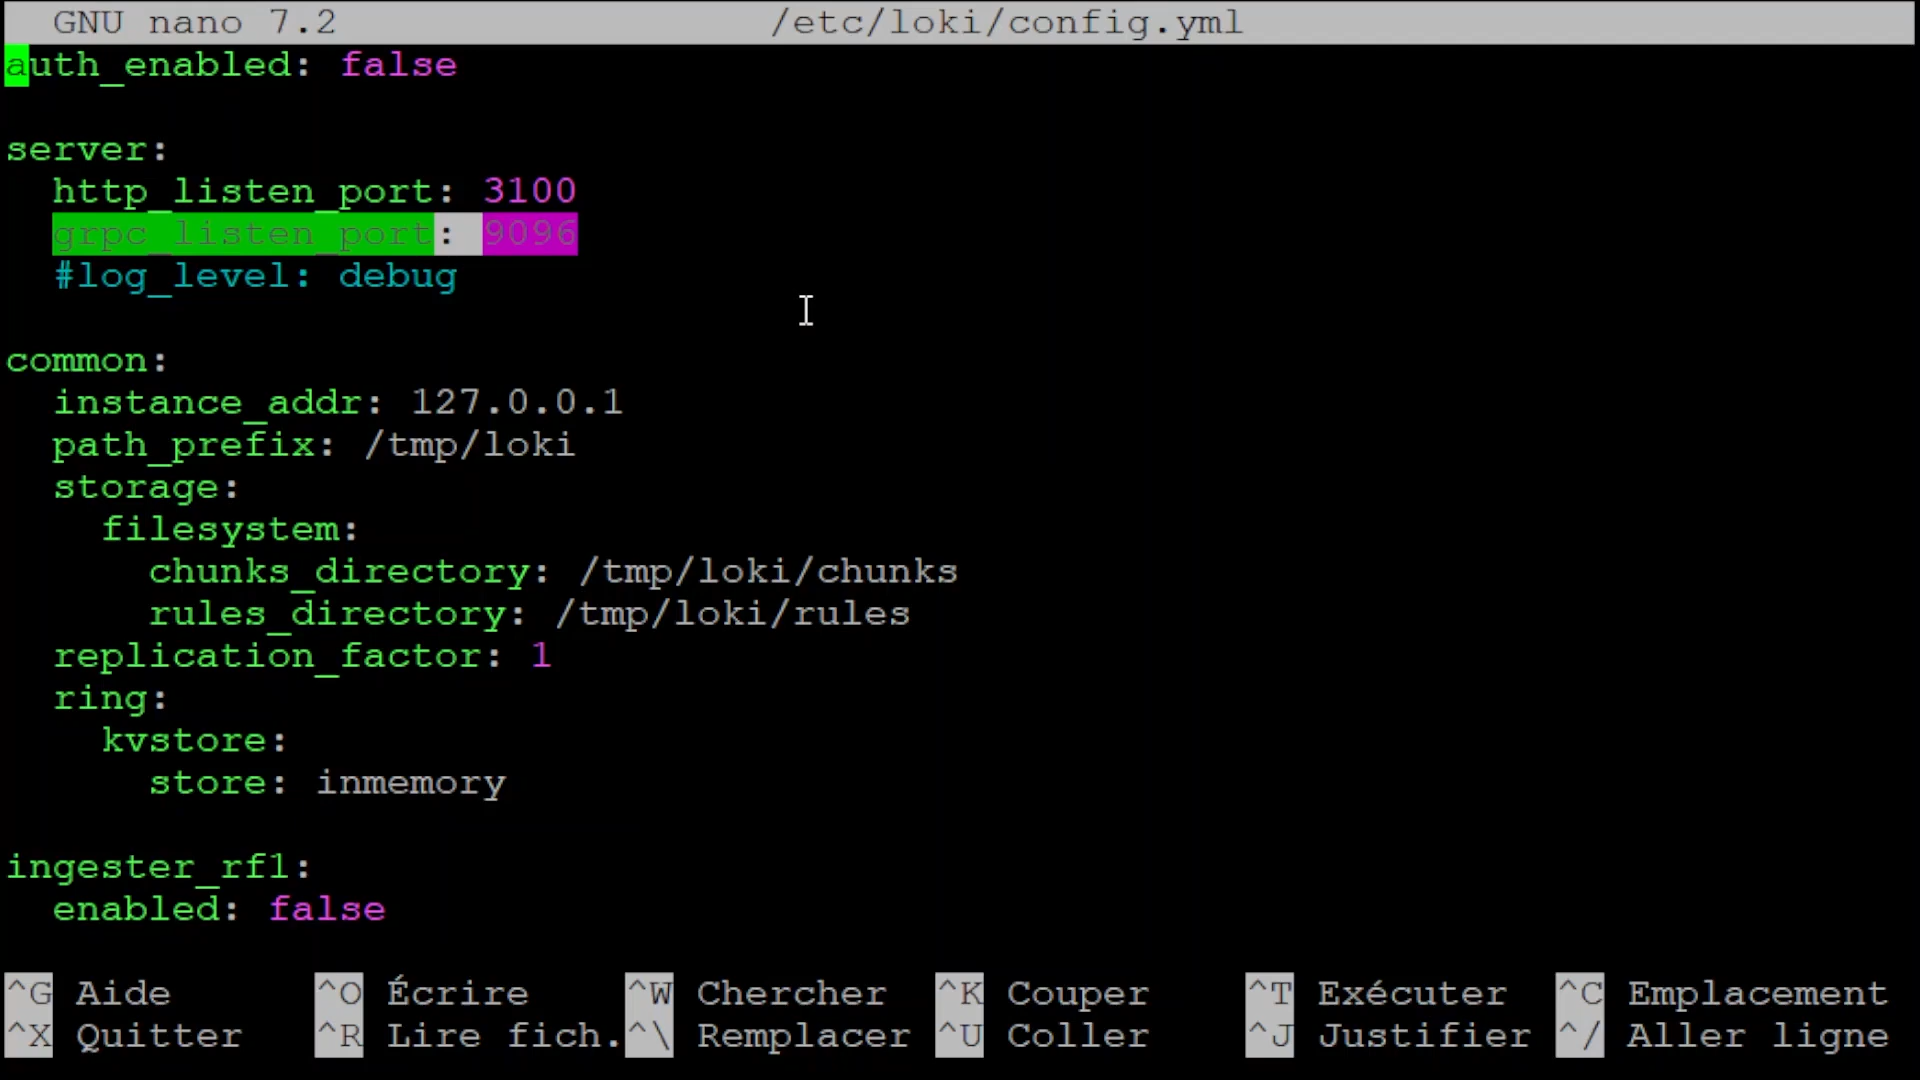 GNU nano 7.2 /etc/loki/config.yml
auth_enabled: false
server:
  http_listen_port: 3100
  grpc_listen_port: 9096
  #log_level: debug
common:
  instance_addr: 127.0.0.1
  path_prefix: /tmp/loki
  storage:
    filesystem:
      chunks_directory: /tmp/loki/chunks
      rules_directory: /tmp/loki/rules
  replication_factor: 1
  ring:
    kvstore:
      store: inmemory
ingester_rf1:
  enabled: false
^G Aide ^O Écrire ^W Chercher ^K Couper ^T Exécuter ^C Emplacement
^X Quitter ^R Lire fich. ^\ Remplacer ^U Coller ^J Justifier ^/ Aller ligne